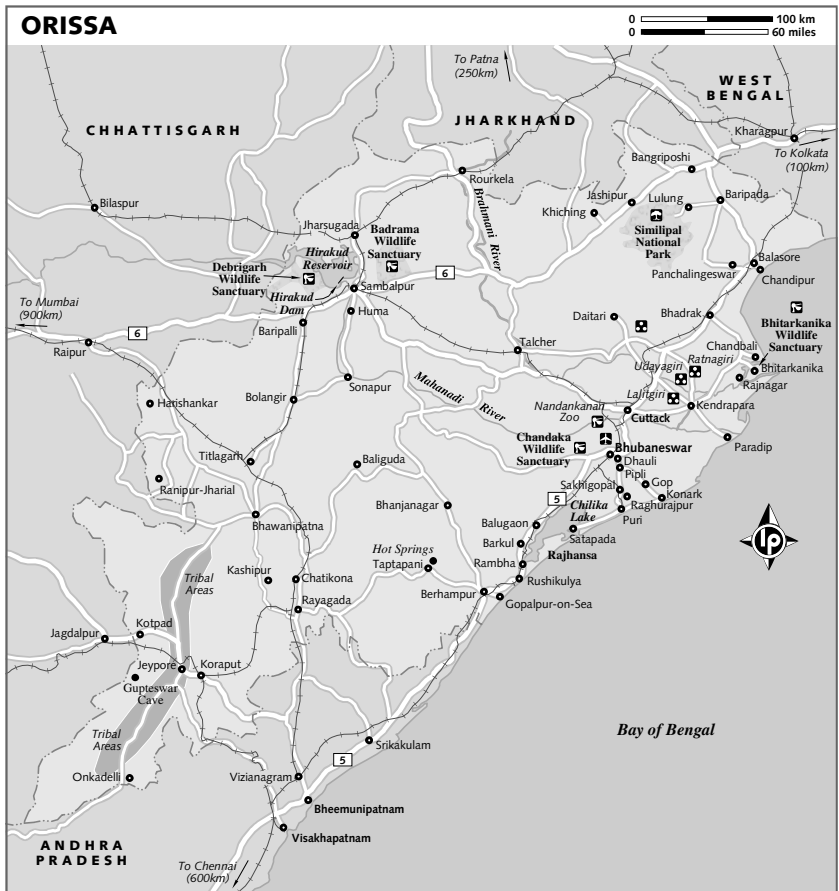 ORISSA
0 100 km
0 60 miles
To Patna
(250km)
WEST
BENGAL
CHHATTISGARH
JHARKHAND
Kharagpur
To Kolkata
(100km)
Bangriposhi
Rourkela
Brahmani River
Jashipur
Lulung
Baripada
Bilaspur
Khiching
Jharsugada
Badrama
Wildlife
Sanctuary
Similipal
National
Park
Hirakud
Reservoir
Debrigarh
Wildlife
Sanctuary
Balasore
Panchalingeswar
Chandipur
6
Sambalpur
Hirakud
Dam
To Mumbai
(900km)
Huma
Daitari
Bhadrak
Bhitarkanika
Wildlife
Sanctuary
6
Baripalli
Raipur
Talcher
Chandbali
Udayagiri
Ratnagiri
Bhitarkanika
Rajnagar
Sonapur
Mahanadi
River
Lalitgiri
Harishankar
Bolangir
Nandankanan
Zoo
Cuttack
Kendrapara
Chandaka
Wildlife
Sanctuary
Paradip
Bhubaneswar
Titlagarh
Baliguda
Dhauli
Pipli
Ranipur-Jharial
Sakhigopal
Gop
Konark
5
Bhanjanagar
Chilika
Lake
Raghurajpur
Puri
Bhawanipatna
Balugaon
Satapada
Barkul
Hot Springs
Taptapani
Rajhansa
Rambha
Tribal
Areas
Kashipur
Chatikona
Rushikulya
Berhampur
Gopalpur-on-Sea
Rayagada
Kotpad
Jagdalpur
Jeypore
Koraput
Gupteswar
Cave
Tribal
Areas
Bay of Bengal
Srikakulam
5
Onkadelli
Vizianagram
Bheemunipatnam
Visakhapatnam
ANDHRA
PRADESH
To Chennai
(600km)
lp